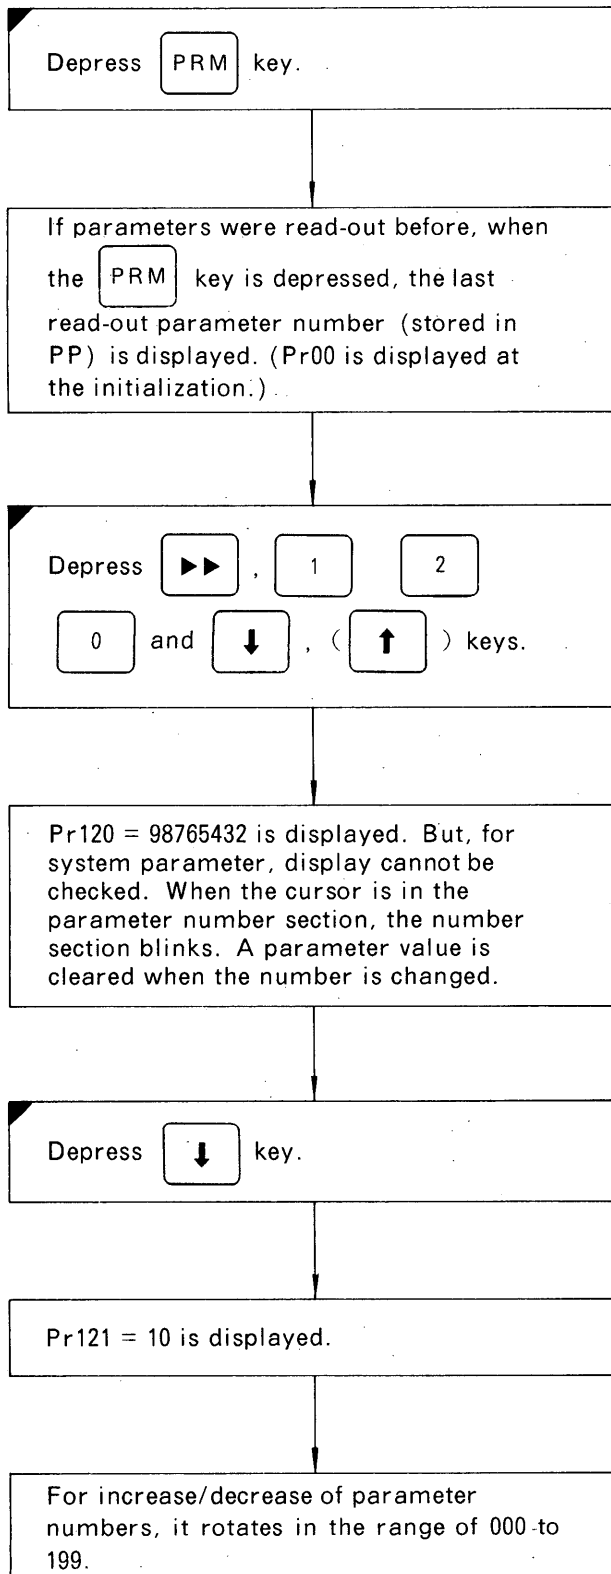 Depress PRM key.
If parameters were read-out before, when
the PRM key is depressed, the last
read-out parameter number (stored in
PP) is displayed. (Pr00 is displayed at
the initialization.)
Depress ▶▶ , 1 2
0 and ⬇ , ( ⬆ ) keys.
Pr120 = 98765432 is displayed. But, for
system parameter, display cannot be
checked. When the cursor is in the
parameter number section, the number
section blinks. A parameter value is
cleared when the number is changed.
Depress ⬇ key.
Pr121 = 10 is displayed.
For increase/decrease of parameter
numbers, it rotates in the range of 000 to
199.